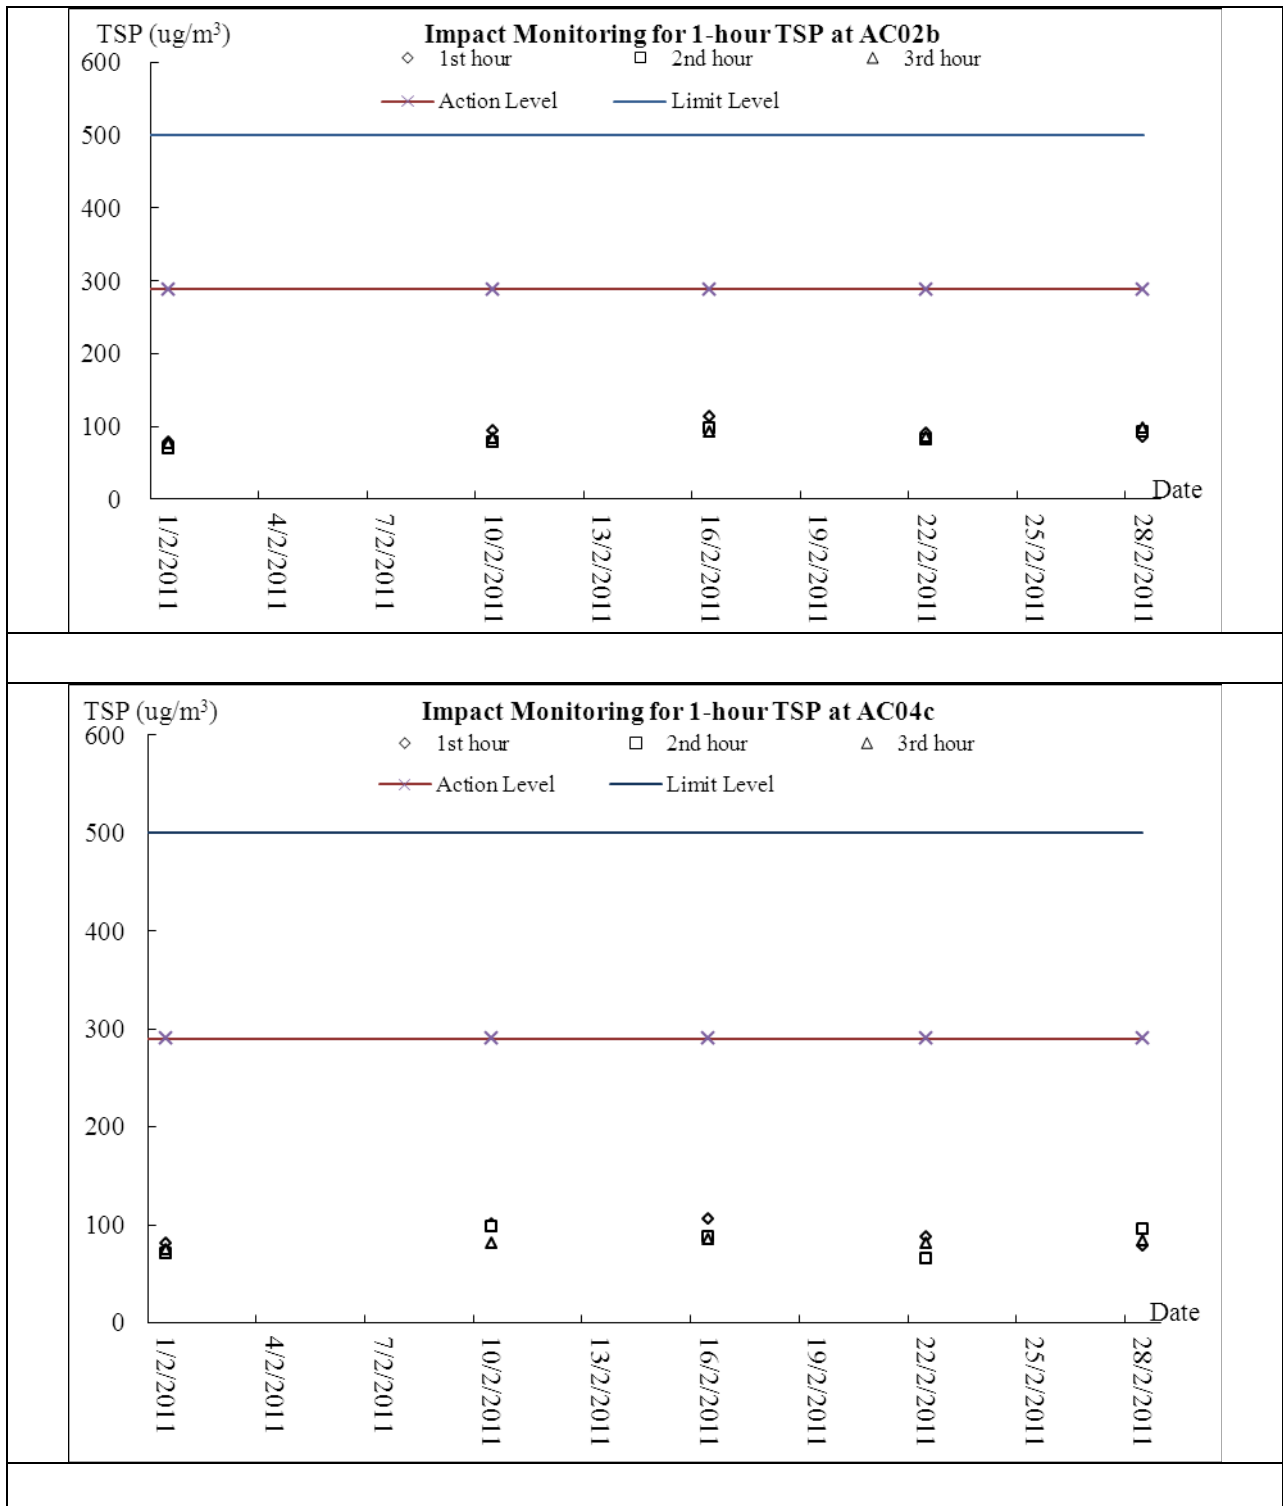 TSP (ug/m³) Impact Monitoring for 1-hour TSP at AC02b
1st hour 2nd hour 3rd hour
Action Level Limit Level
600
500
400
300
200
100
0
Date
1/2/2011 4/2/2011 7/2/2011 10/2/2011 13/2/2011 16/2/2011 19/2/2011 22/2/2011 25/2/2011 28/2/2011
TSP (ug/m³) Impact Monitoring for 1-hour TSP at AC04c
1st hour 2nd hour 3rd hour
Action Level Limit Level
600
500
400
300
200
100
0
Date
1/2/2011 4/2/2011 7/2/2011 10/2/2011 13/2/2011 16/2/2011 19/2/2011 22/2/2011 25/2/2011 28/2/2011